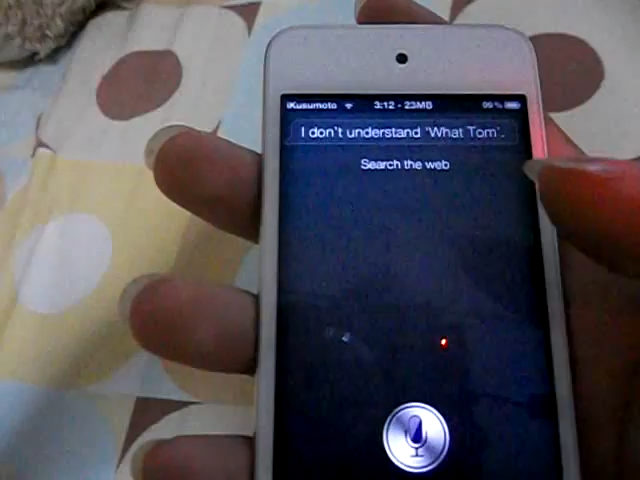 iKusumoto 3:12 - 23MB 99 %
I don't understand 'What Tom'.
Search the web